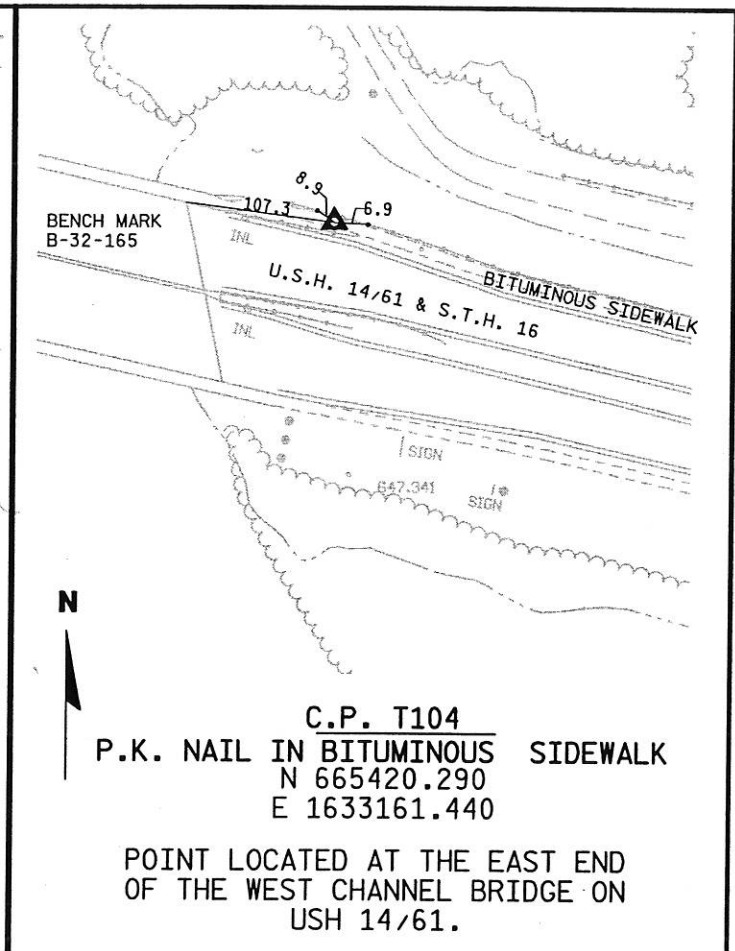 8.9
107.3
6.9
BENCH MARK
B-32-165
INL
U.S.H. 14/61 & S.T.H. 16
BITUMINOUS SIDEWALK
INL
SIGN
647.341
SIGN
N
C.P. T104
P.K. NAIL IN BITUMINOUS SIDEWALK
N 665420.290
E 1633161.440
POINT LOCATED AT THE EAST END
OF THE WEST CHANNEL BRIDGE ON
USH 14/61.